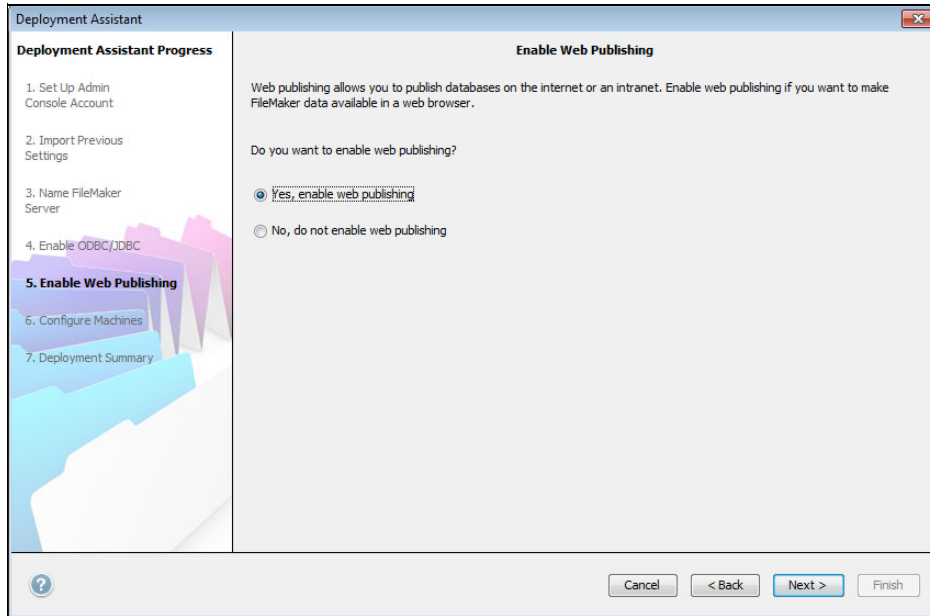 Deployment Assistant
Deployment Assistant Progress
1. Set Up Admin
Console Account
2. Import Previous
Settings
3. Name FileMaker
Server
4. Enable ODBC/JDBC
5. Enable Web Publishing
6. Configure Machines
7. Deployment Summary
Enable Web Publishing
Web publishing allows you to publish databases on the internet or an intranet. Enable web publishing if you want to make
FileMaker data available in a web browser.
Do you want to enable web publishing?
Yes, enable web publishing
No, do not enable web publishing
?
Cancel
< Back
Next >
Finish